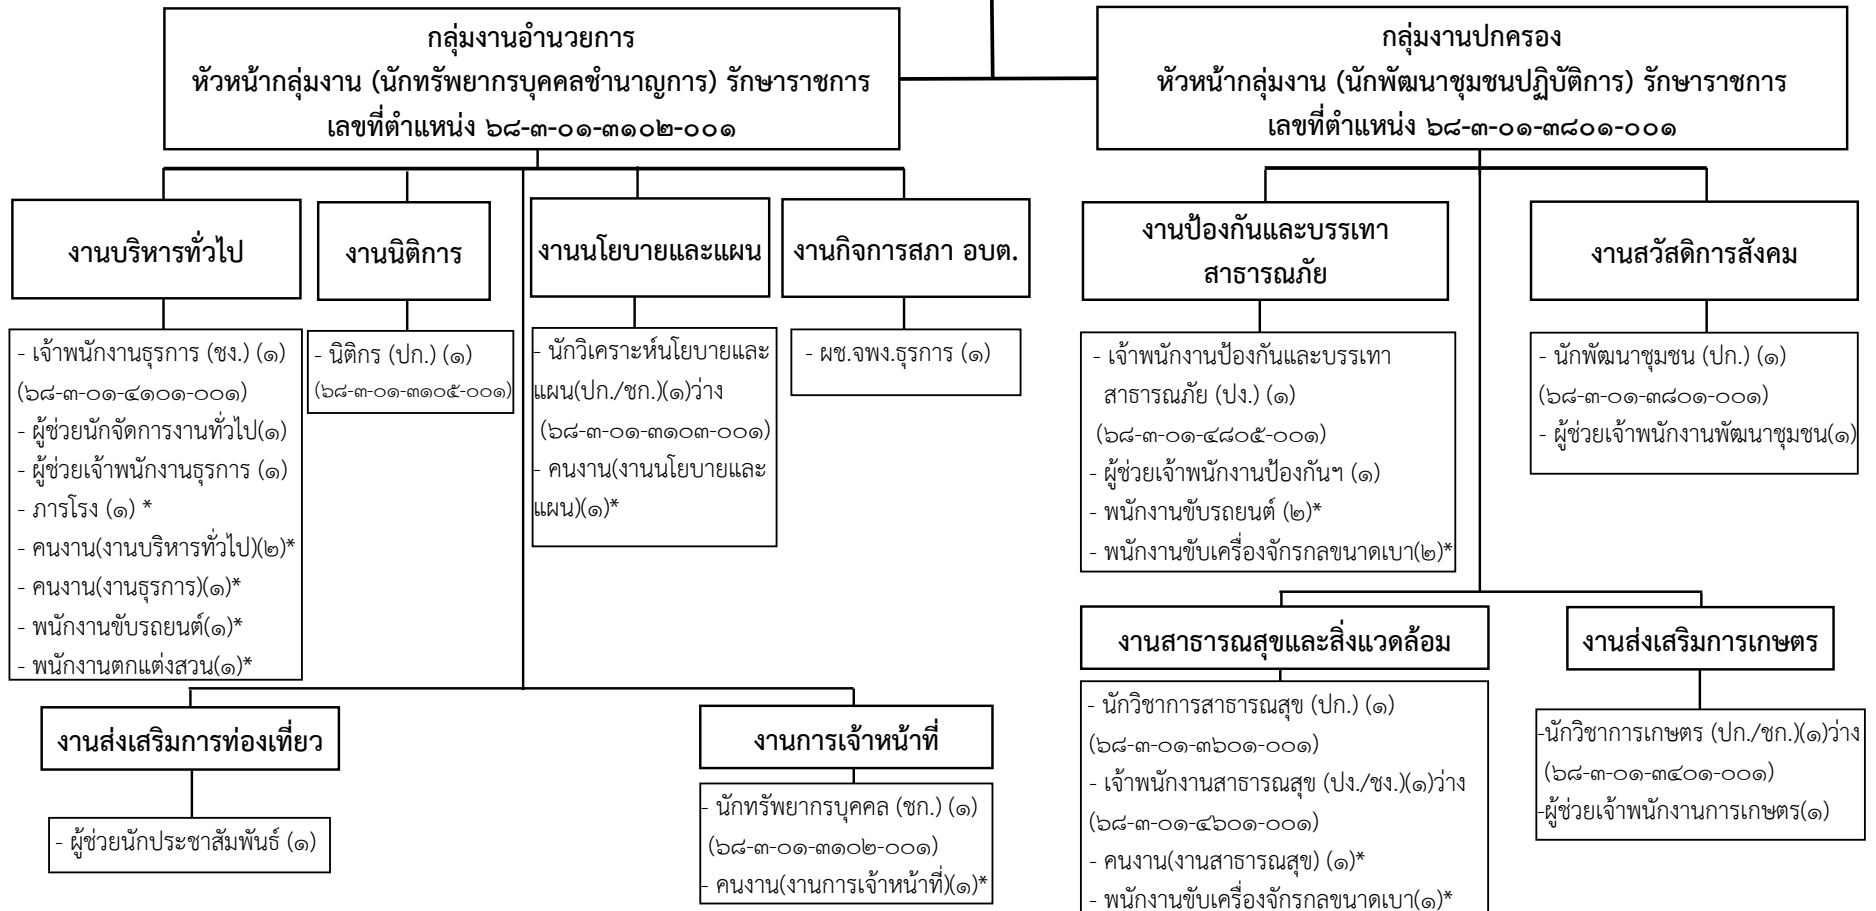 กลุ่มงานอำนวยการ
หัวหน้ากลุ่มงาน (นักทรัพยากรบุคคลชำนาญการ) รักษาราชการ
เลขที่ตำแหน่ง ๖๘-๓-๐๑-๓๑๐๒-๐๐๑
กลุ่มงานปกครอง
หัวหน้ากลุ่มงาน (นักพัฒนาชุมชนปฏิบัติการ) รักษาราชการ
เลขที่ตำแหน่ง ๖๘-๓-๐๑-๓๘๐๑-๐๐๑
งานบริหารทั่วไป
- เจ้าพนักงานธุรการ (ชง.) (๑)
(๖๘-๓-๐๑-๔๑๐๑-๐๐๑)
- ผู้ช่วยนักจัดการงานทั่วไป(๑)
- ผู้ช่วยเจ้าพนักงานธุรการ (๑)
- ภารโรง (๑) *
- คนงาน(งานบริหารทั่วไป)(๒)*
- คนงาน(งานธุรการ)(๑)*
- พนักงานขับรถยนต์(๑)*
- พนักงานตกแต่งสวน(๑)*
งานนิติการ
- นิติกร (ปก.) (๑)
(๖๘-๓-๐๑-๓๑๐๕-๐๐๑)
งานนโยบายและแผน
- นักวิเคราะห์นโยบายและ
แผน(ปก./ชก.)(๑)ว่าง
(๖๘-๓-๐๑-๓๑๐๓-๐๐๑)
- คนงาน(งานนโยบายและ
แผน)(๑)*
งานกิจการสภา อบต.
- ผช.จพง.ธุรการ (๑)
งานป้องกันและบรรเทา
สาธารณภัย
- เจ้าพนักงานป้องกันและบรรเทา
สาธารณภัย (ปง.) (๑)
(๖๘-๓-๐๑-๔๘๐๕-๐๐๑)
- ผู้ช่วยเจ้าพนักงานป้องกันฯ (๑)
- พนักงานขับรถยนต์ (๒)*
- พนักงานขับเครื่องจักรกลขนาดเบา(๒)*
งานสวัสดิการสังคม
- นักพัฒนาชุมชน (ปก.) (๑)
(๖๘-๓-๐๑-๓๘๐๑-๐๐๑)
- ผู้ช่วยเจ้าพนักงานพัฒนาชุมชน(๑)
งานส่งเสริมการท่องเที่ยว
- ผู้ช่วยนักประชาสัมพันธ์ (๑)
งานการเจ้าหน้าที่
- นักทรัพยากรบุคคล (ชก.) (๑)
(๖๘-๓-๐๑-๓๑๐๒-๐๐๑)
- คนงาน(งานการเจ้าหน้าที่)(๑)*
งานสาธารณสุขและสิ่งแวดล้อม
- นักวิชาการสาธารณสุข (ปก.) (๑)
(๖๘-๓-๐๑-๓๖๐๑-๐๐๑)
- เจ้าพนักงานสาธารณสุข (ปง./ชง.)(๑)ว่าง
(๖๘-๓-๐๑-๔๖๐๑-๐๐๑)
- คนงาน(งานสาธารณสุข) (๑)*
- พนักงานขับเครื่องจักรกลขนาดเบา(๑)*
งานส่งเสริมการเกษตร
-นักวิชาการเกษตร (ปก./ชก.)(๑)ว่าง
(๖๘-๓-๐๑-๓๔๐๑-๐๐๑)
-ผู้ช่วยเจ้าพนักงานการเกษตร(๑)